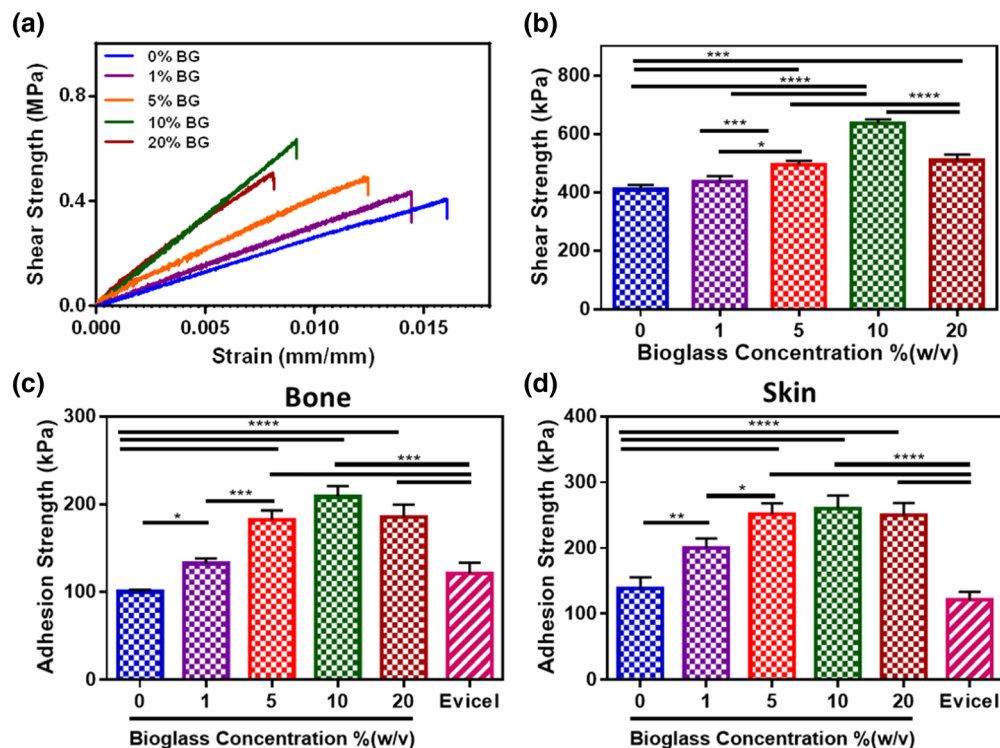 (a)
Shear Strength (MPa)
0.8
0.4
0.0
0% BG
1% BG
5% BG
10% BG
20% BG
0.000 0.005 0.010 0.015
Strain (mm/mm)
(b)
Shear Strength (kPa)
800
600
400
200
0
***
****
****
***
*
0 1 5 10 20
Bioglass Concentration %(w/v)
(c)
Bone
Adhesion Strength (kPa)
300
200
100
0
****
***
***
*
0 1 5 10 20 Evicel
Bioglass Concentration %(w/v)
(d)
Skin
Adhesion Strength (kPa)
400
300
200
100
0
****
****
*
**
0 1 5 10 20 Evicel
Bioglass Concentration %(w/v)